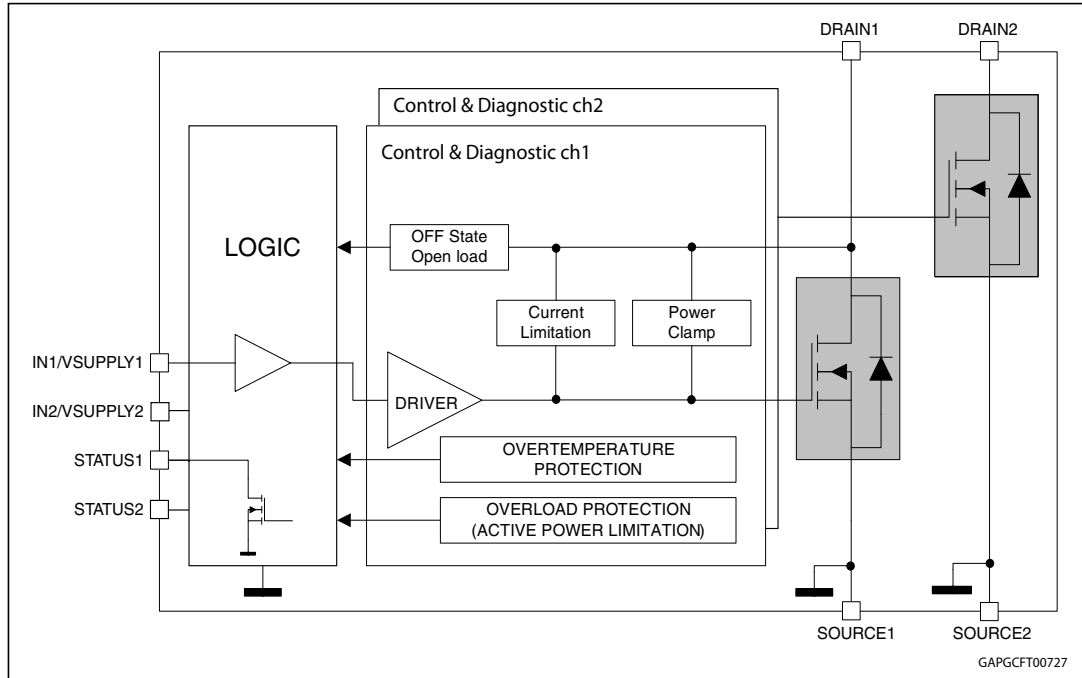 DRAIN1
DRAIN2
Control & Diagnostic ch2
Control & Diagnostic ch1
LOGIC
OFF State
Open load
Current
Limitation
Power
Clamp
IN1/VSUPPLY1
DRIVER
IN2/VSUPPLY2
STATUS1
OVERTEMPERATURE
PROTECTION
STATUS2
OVERLOAD PROTECTION
(ACTIVE POWER LIMITATION)
SOURCE1
SOURCE2
GAPGCFT00727